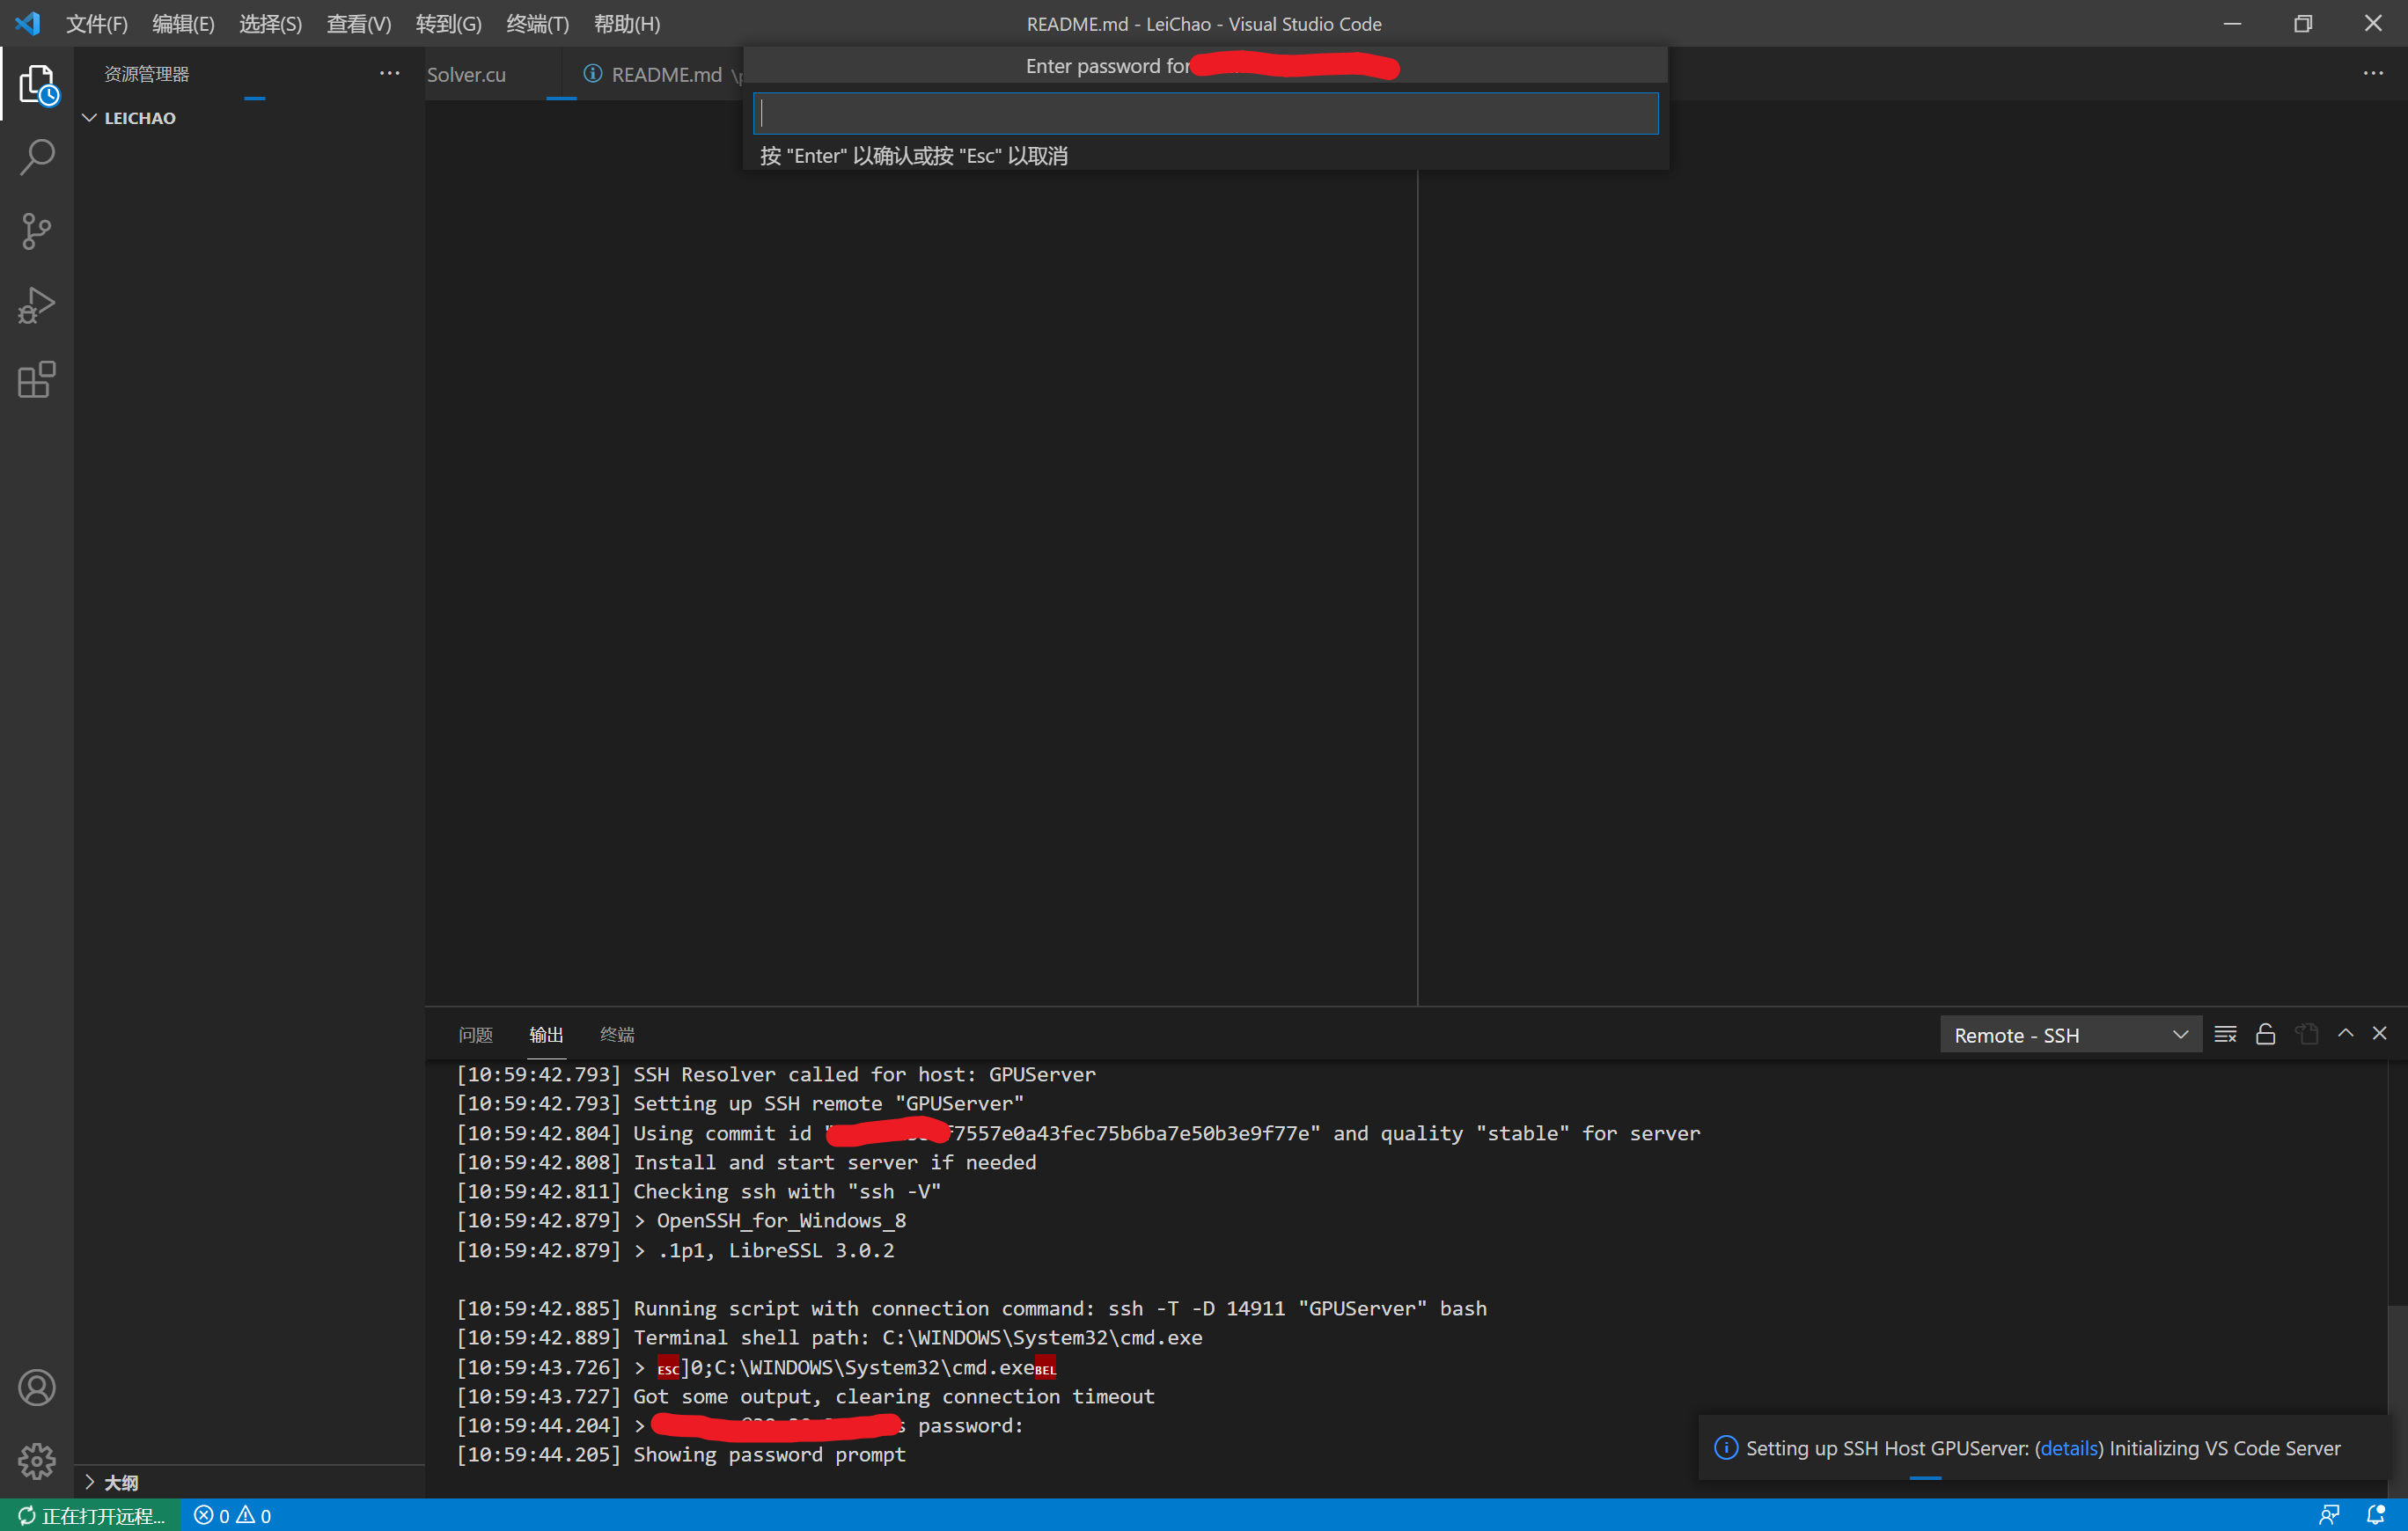 文件(F) 编辑(E) 选择(S) 查看(V) 转到(G) 终端(T) 帮助(H)
README.md - LeiChao - Visual Studio Code
资源管理器
Solver.cu
README.md
Enter password for
按 "Enter" 以确认或按 "Esc" 以取消
LEICHAO
问题 输出 终端
Remote - SSH
[10:59:42.793] SSH Resolver called for host: GPUServer
[10:59:42.793] Setting up SSH remote "GPUServer"
[10:59:42.804] Using commit id f7557e0a43fec75b6ba7e50b3e9f77e" and quality "stable" for server
[10:59:42.808] Install and start server if needed
[10:59:42.811] Checking ssh with "ssh -V"
[10:59:42.879] > OpenSSH_for_Windows_8
[10:59:42.879] > .1p1, LibreSSL 3.0.2
[10:59:42.885] Running script with connection command: ssh -T -D 14911 "GPUServer" bash
[10:59:42.889] Terminal shell path: C:\WINDOWS\System32\cmd.exe
[10:59:43.726] > ESC]0;C:\WINDOWS\System32\cmd.exeBEL
[10:59:43.727] Got some output, clearing connection timeout
[10:59:44.204] > password:
[10:59:44.205] Showing password prompt
Setting up SSH Host GPUServer: (details) Initializing VS Code Server
大纲
正在打开远程... 0 0